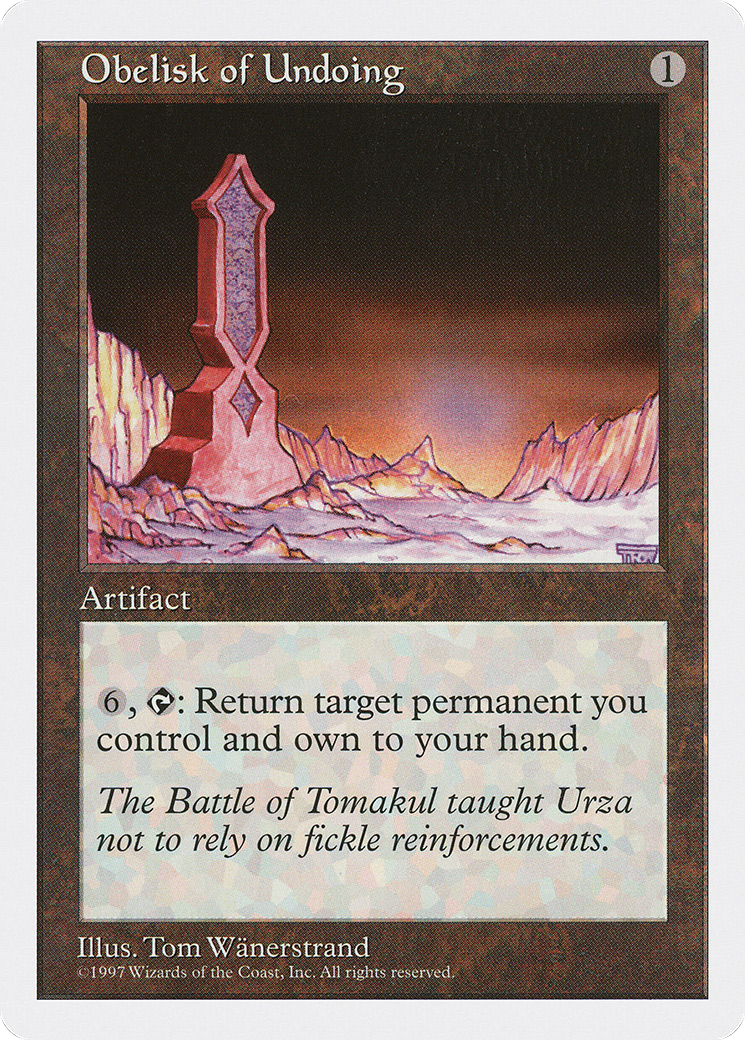 Obelisk of Undoing 1
Artifact
6, : Return target permanent you
control and own to your hand.
The Battle of Tomakul taught Urza
not to rely on fickle reinforcements.
Illus. Tom Wänerstrand
©1997 Wizards of the Coast, Inc. All rights reserved.